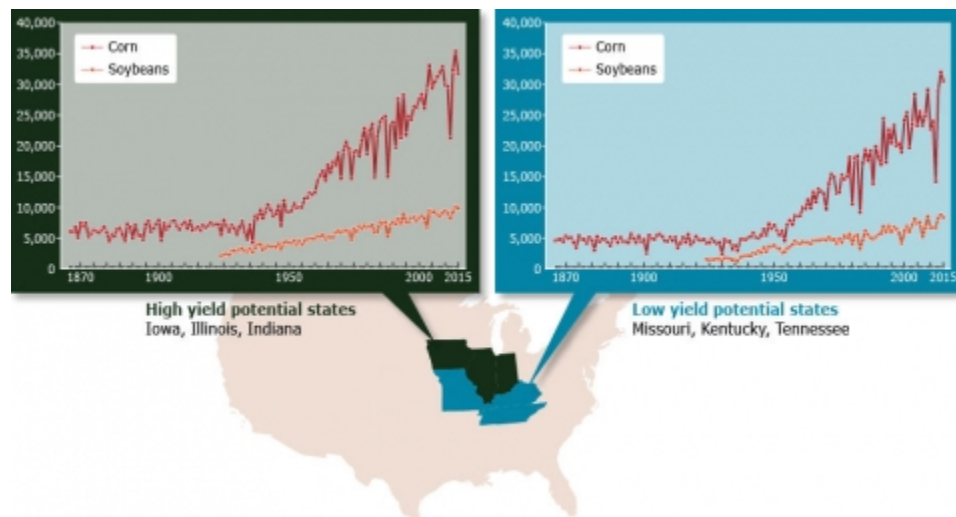 40,000
35,000
30,000
25,000
20,000
15,000
10,000
5,000
0
Corn
Soybeans
1870 1900 1950 2000 2015
High yield potential states
Iowa, Illinois, Indiana
40,000
35,000
30,000
25,000
20,000
15,000
10,000
5,000
0
Corn
Soybeans
1870 1900 1950 2000 2015
Low yield potential states
Missouri, Kentucky, Tennessee